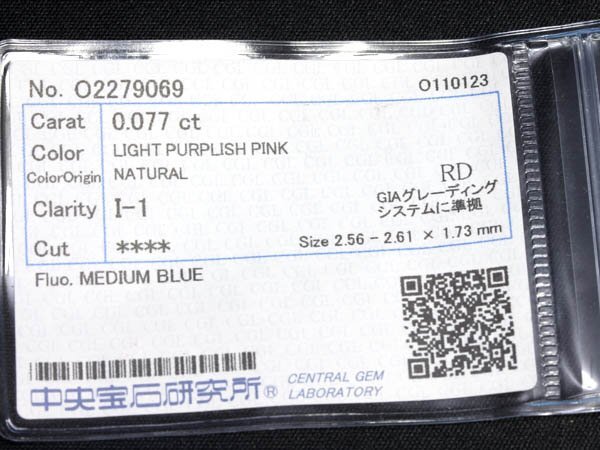 No. O2279069 O110123
Carat 0.077 ct
Color LIGHT PURPLISH PINK
ColorOrigin NATURAL
RD
Clarity I-1
GIAグレーディング
システムに準拠
Cut ****
Size 2.56 - 2.61 × 1.73 mm
Fluo. MEDIUM BLUE
中央宝石研究所®
CENTRAL GEM
LABORATORY